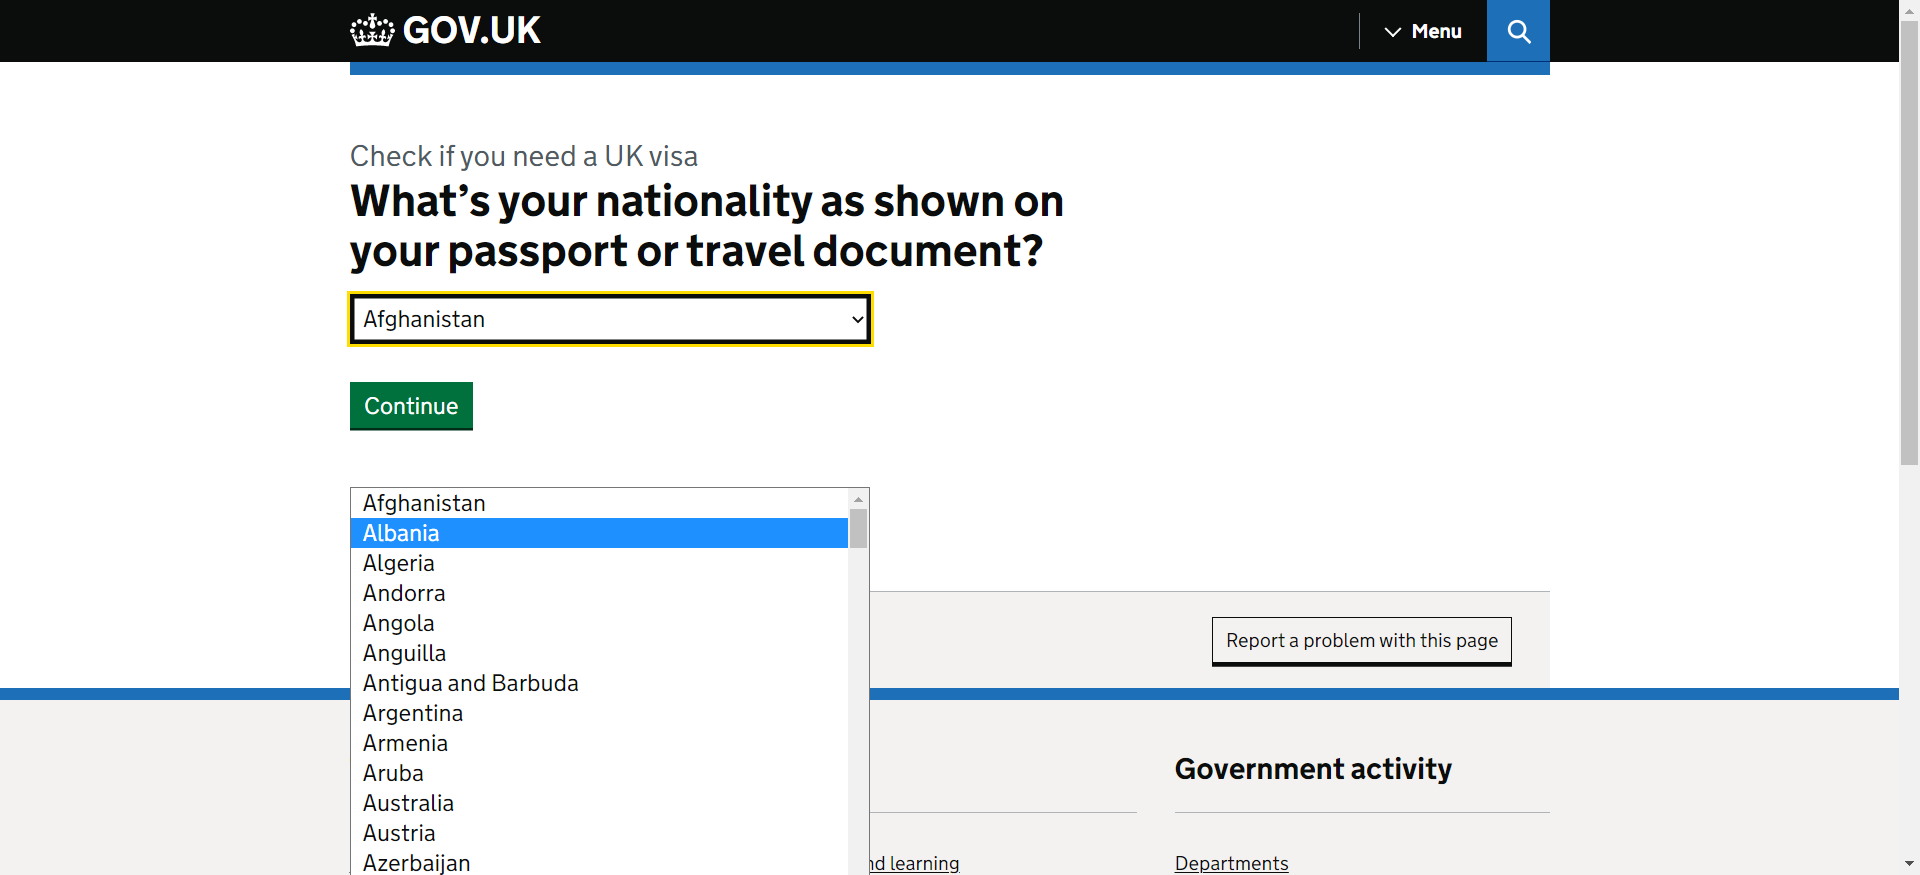 GOV.UK
Menu
Check if you need a UK visa
What’s your nationality as shown on
your passport or travel document?
Afghanistan
Continue
Afghanistan
Albania
Algeria
Andorra
Angola
Anguilla
Antigua and Barbuda
Argentina
Armenia
Aruba
Australia
Austria
Azerbaijan
Report a problem with this page
Government activity
learning
Departments